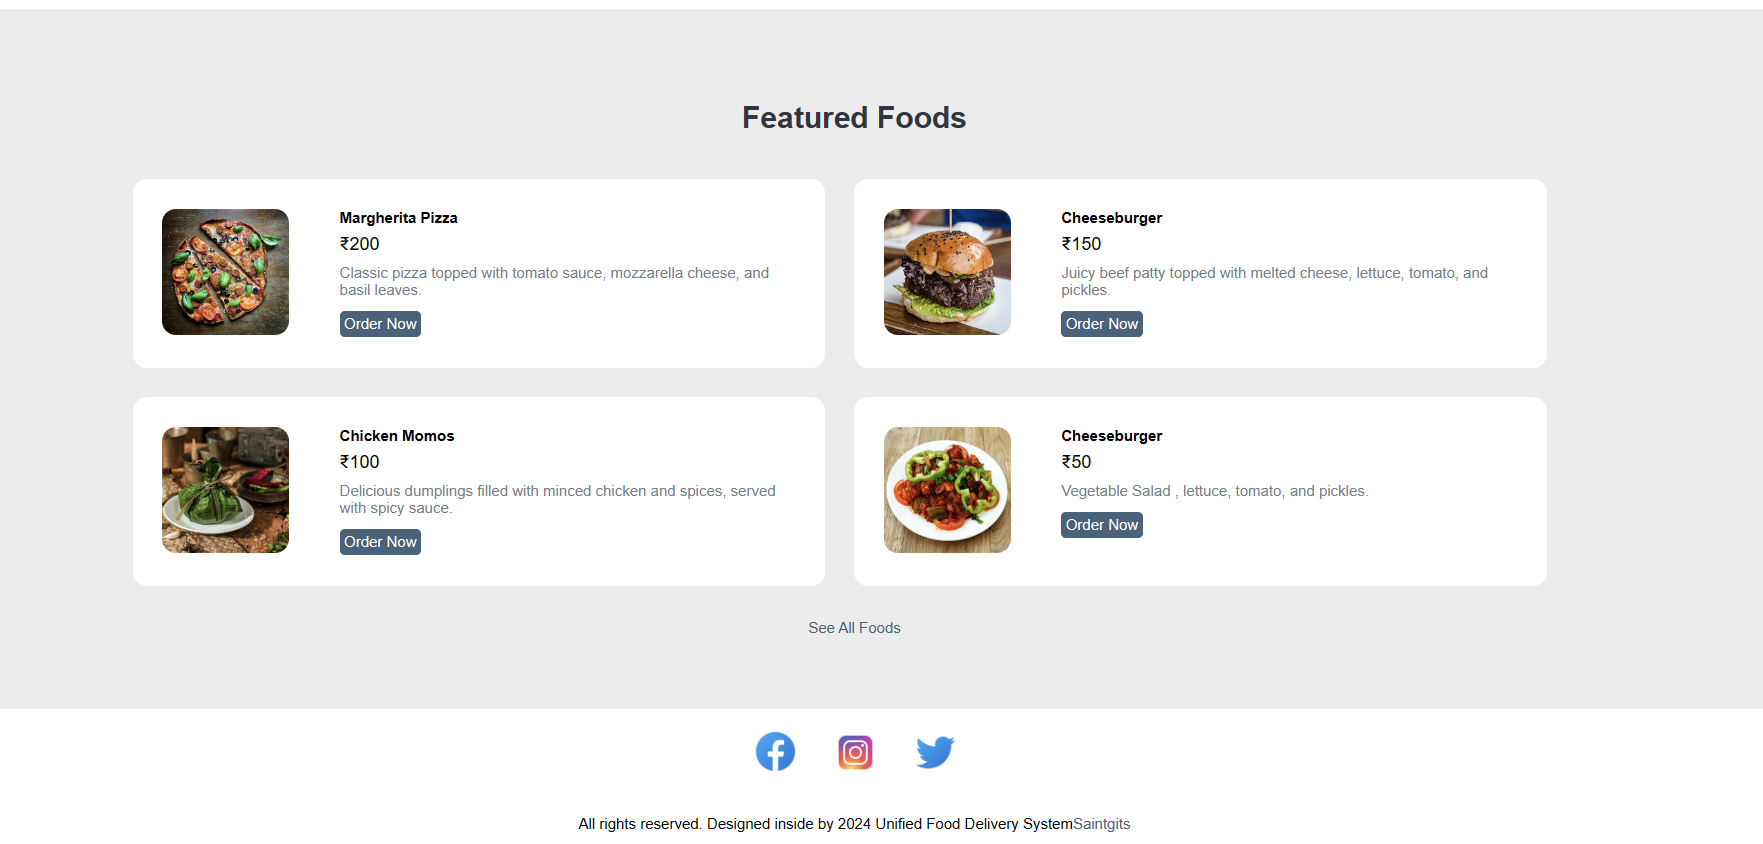 Featured Foods
Margherita Pizza
₹200
Classic pizza topped with tomato sauce, mozzarella cheese, and
basil leaves.
Order Now
Cheeseburger
₹150
Juicy beef patty topped with melted cheese, lettuce, tomato, and
pickles.
Order Now
Chicken Momos
₹100
Delicious dumplings filled with minced chicken and spices, served
with spicy sauce.
Order Now
Cheeseburger
₹50
Vegetable Salad , lettuce, tomato, and pickles.
Order Now
See All Foods
All rights reserved. Designed inside by 2024 Unified Food Delivery SystemSaintgits